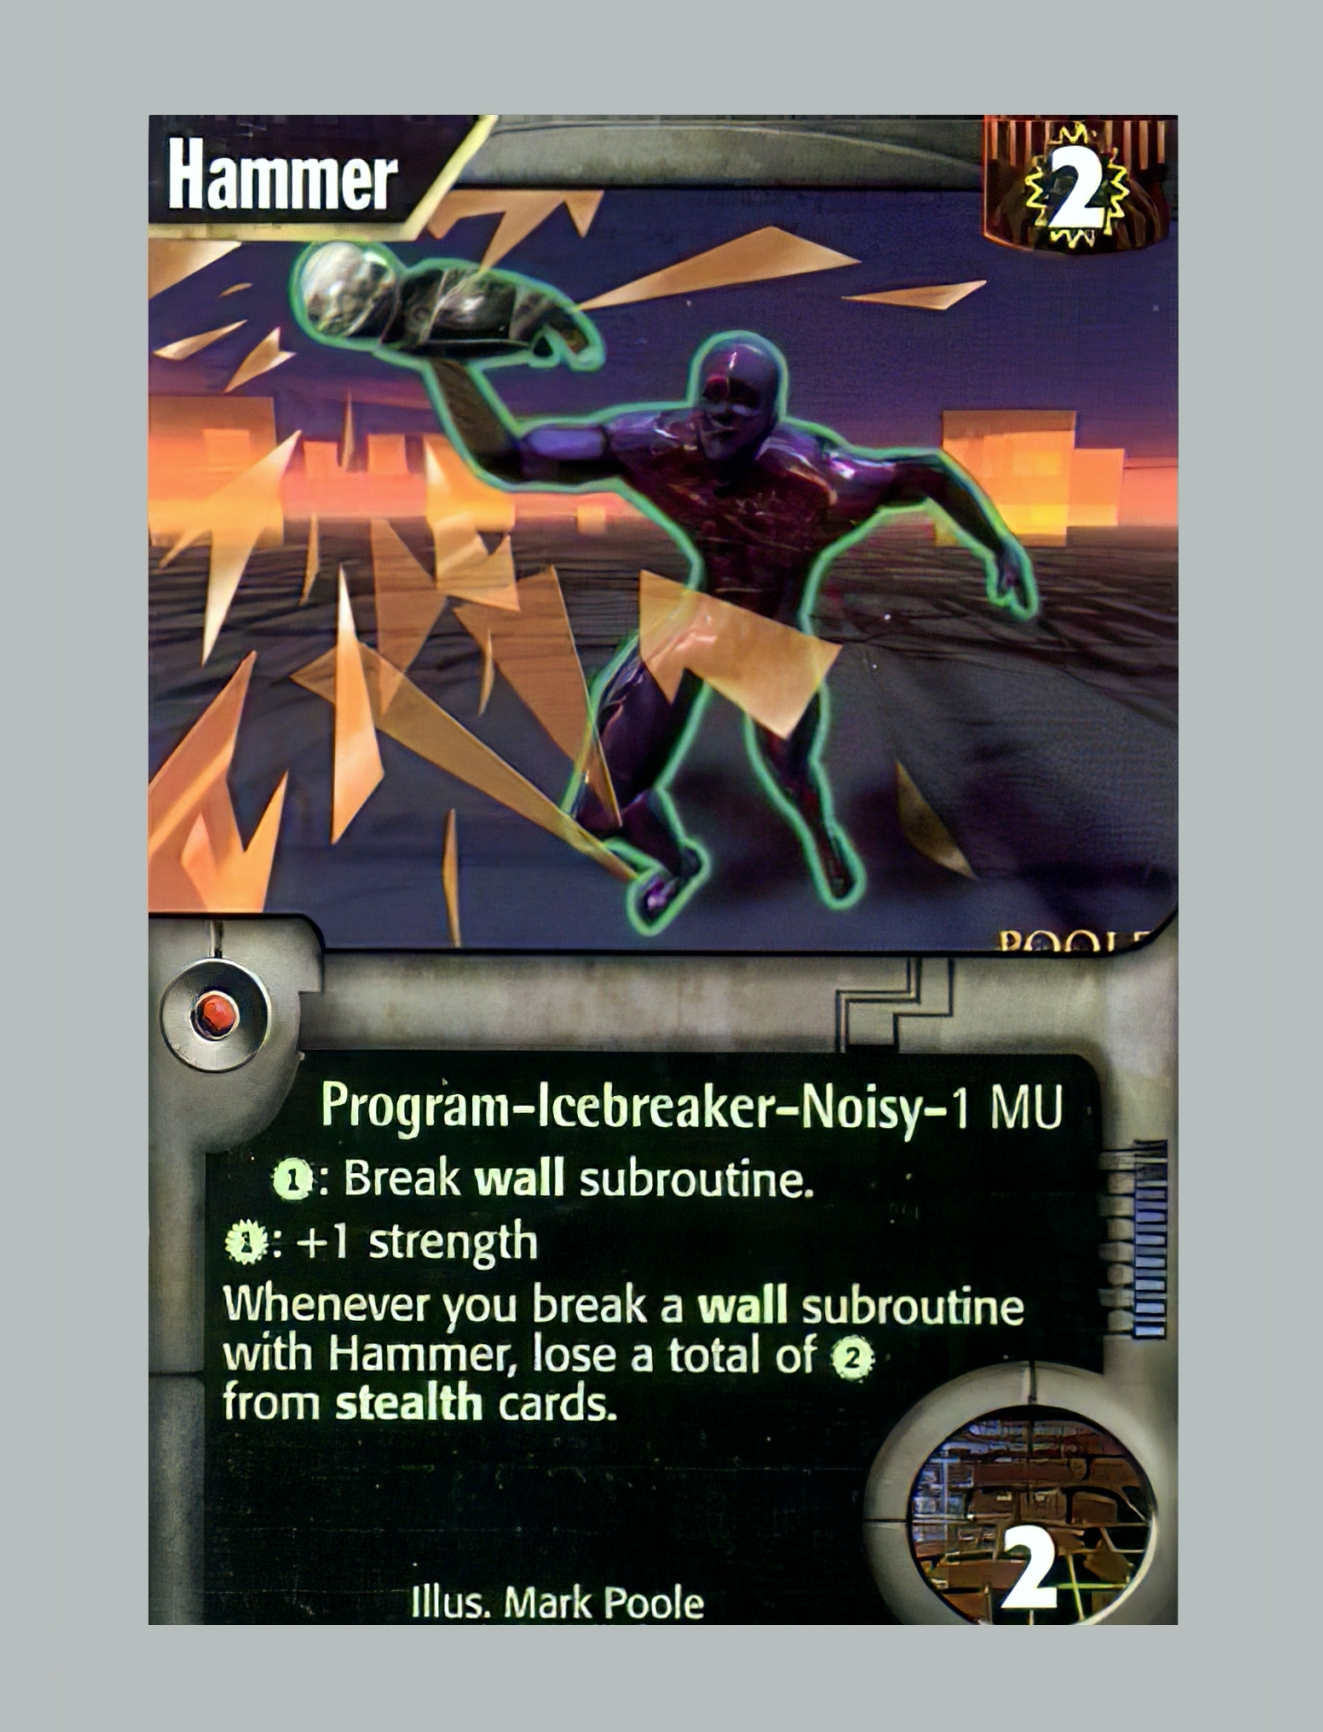 Hammer
2
POOLE
Program-Icebreaker-Noisy-1 MU
1: Break wall subroutine.
1: +1 strength
Whenever you break a wall subroutine
with Hammer, lose a total of 2
from stealth cards.
2
Illus. Mark Poole